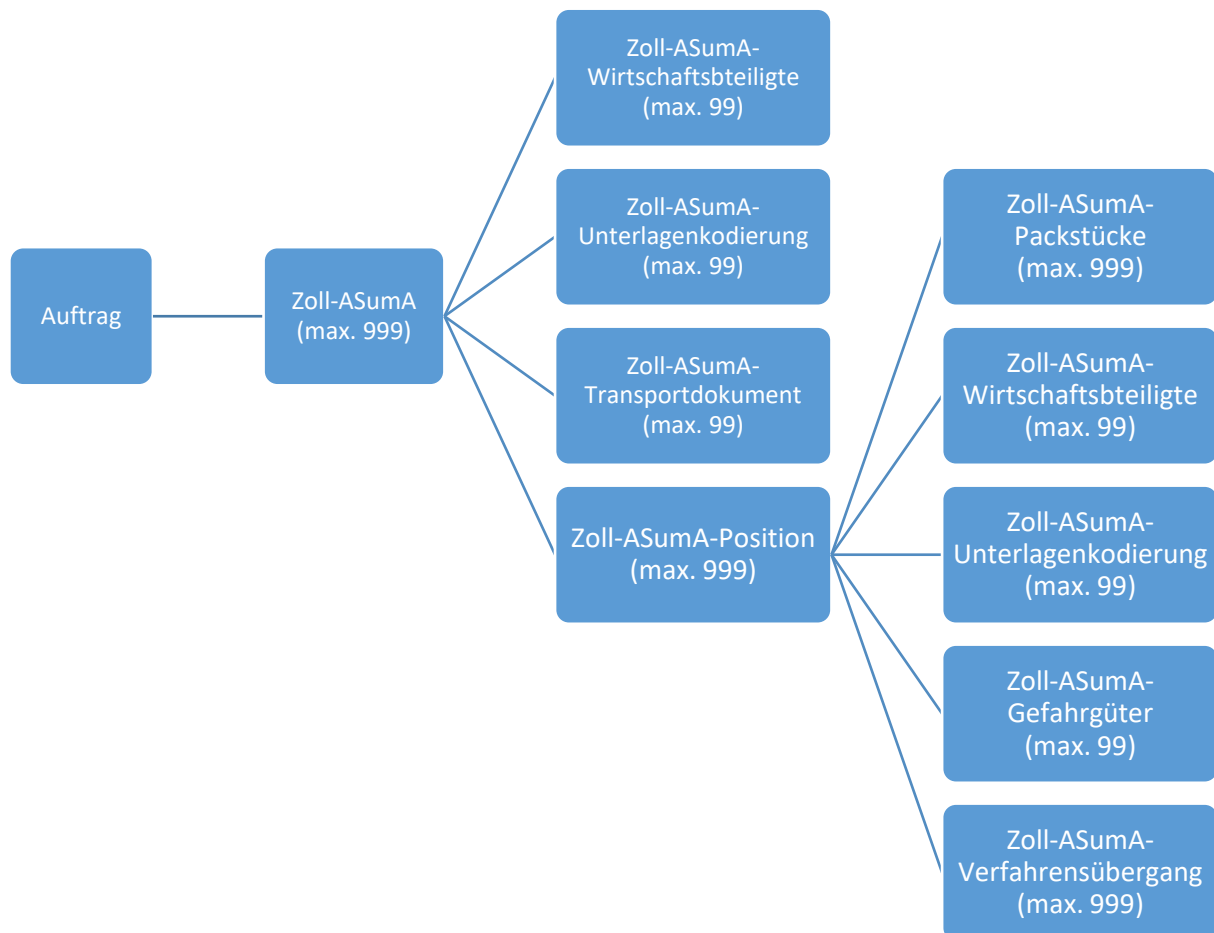 Auftrag
Zoll-ASumA
(max. 999)
Zoll-ASumA-
Wirtschaftsbteiligte
(max. 99)
Zoll-ASumA-
Unterlagenkodierung
(max. 99)
Zoll-ASumA-
Transportdokument
(max. 99)
Zoll-ASumA-Position
(max. 999)
Zoll-ASumA-
Packstücke
(max. 999)
Zoll-ASumA-
Wirtschaftsbteiligte
(max. 99)
Zoll-ASumA-
Unterlagenkodierung
(max. 99)
Zoll-ASumA-
Gefahrgüter
(max. 99)
Zoll-ASumA-
Verfahrensübergang
(max. 999)